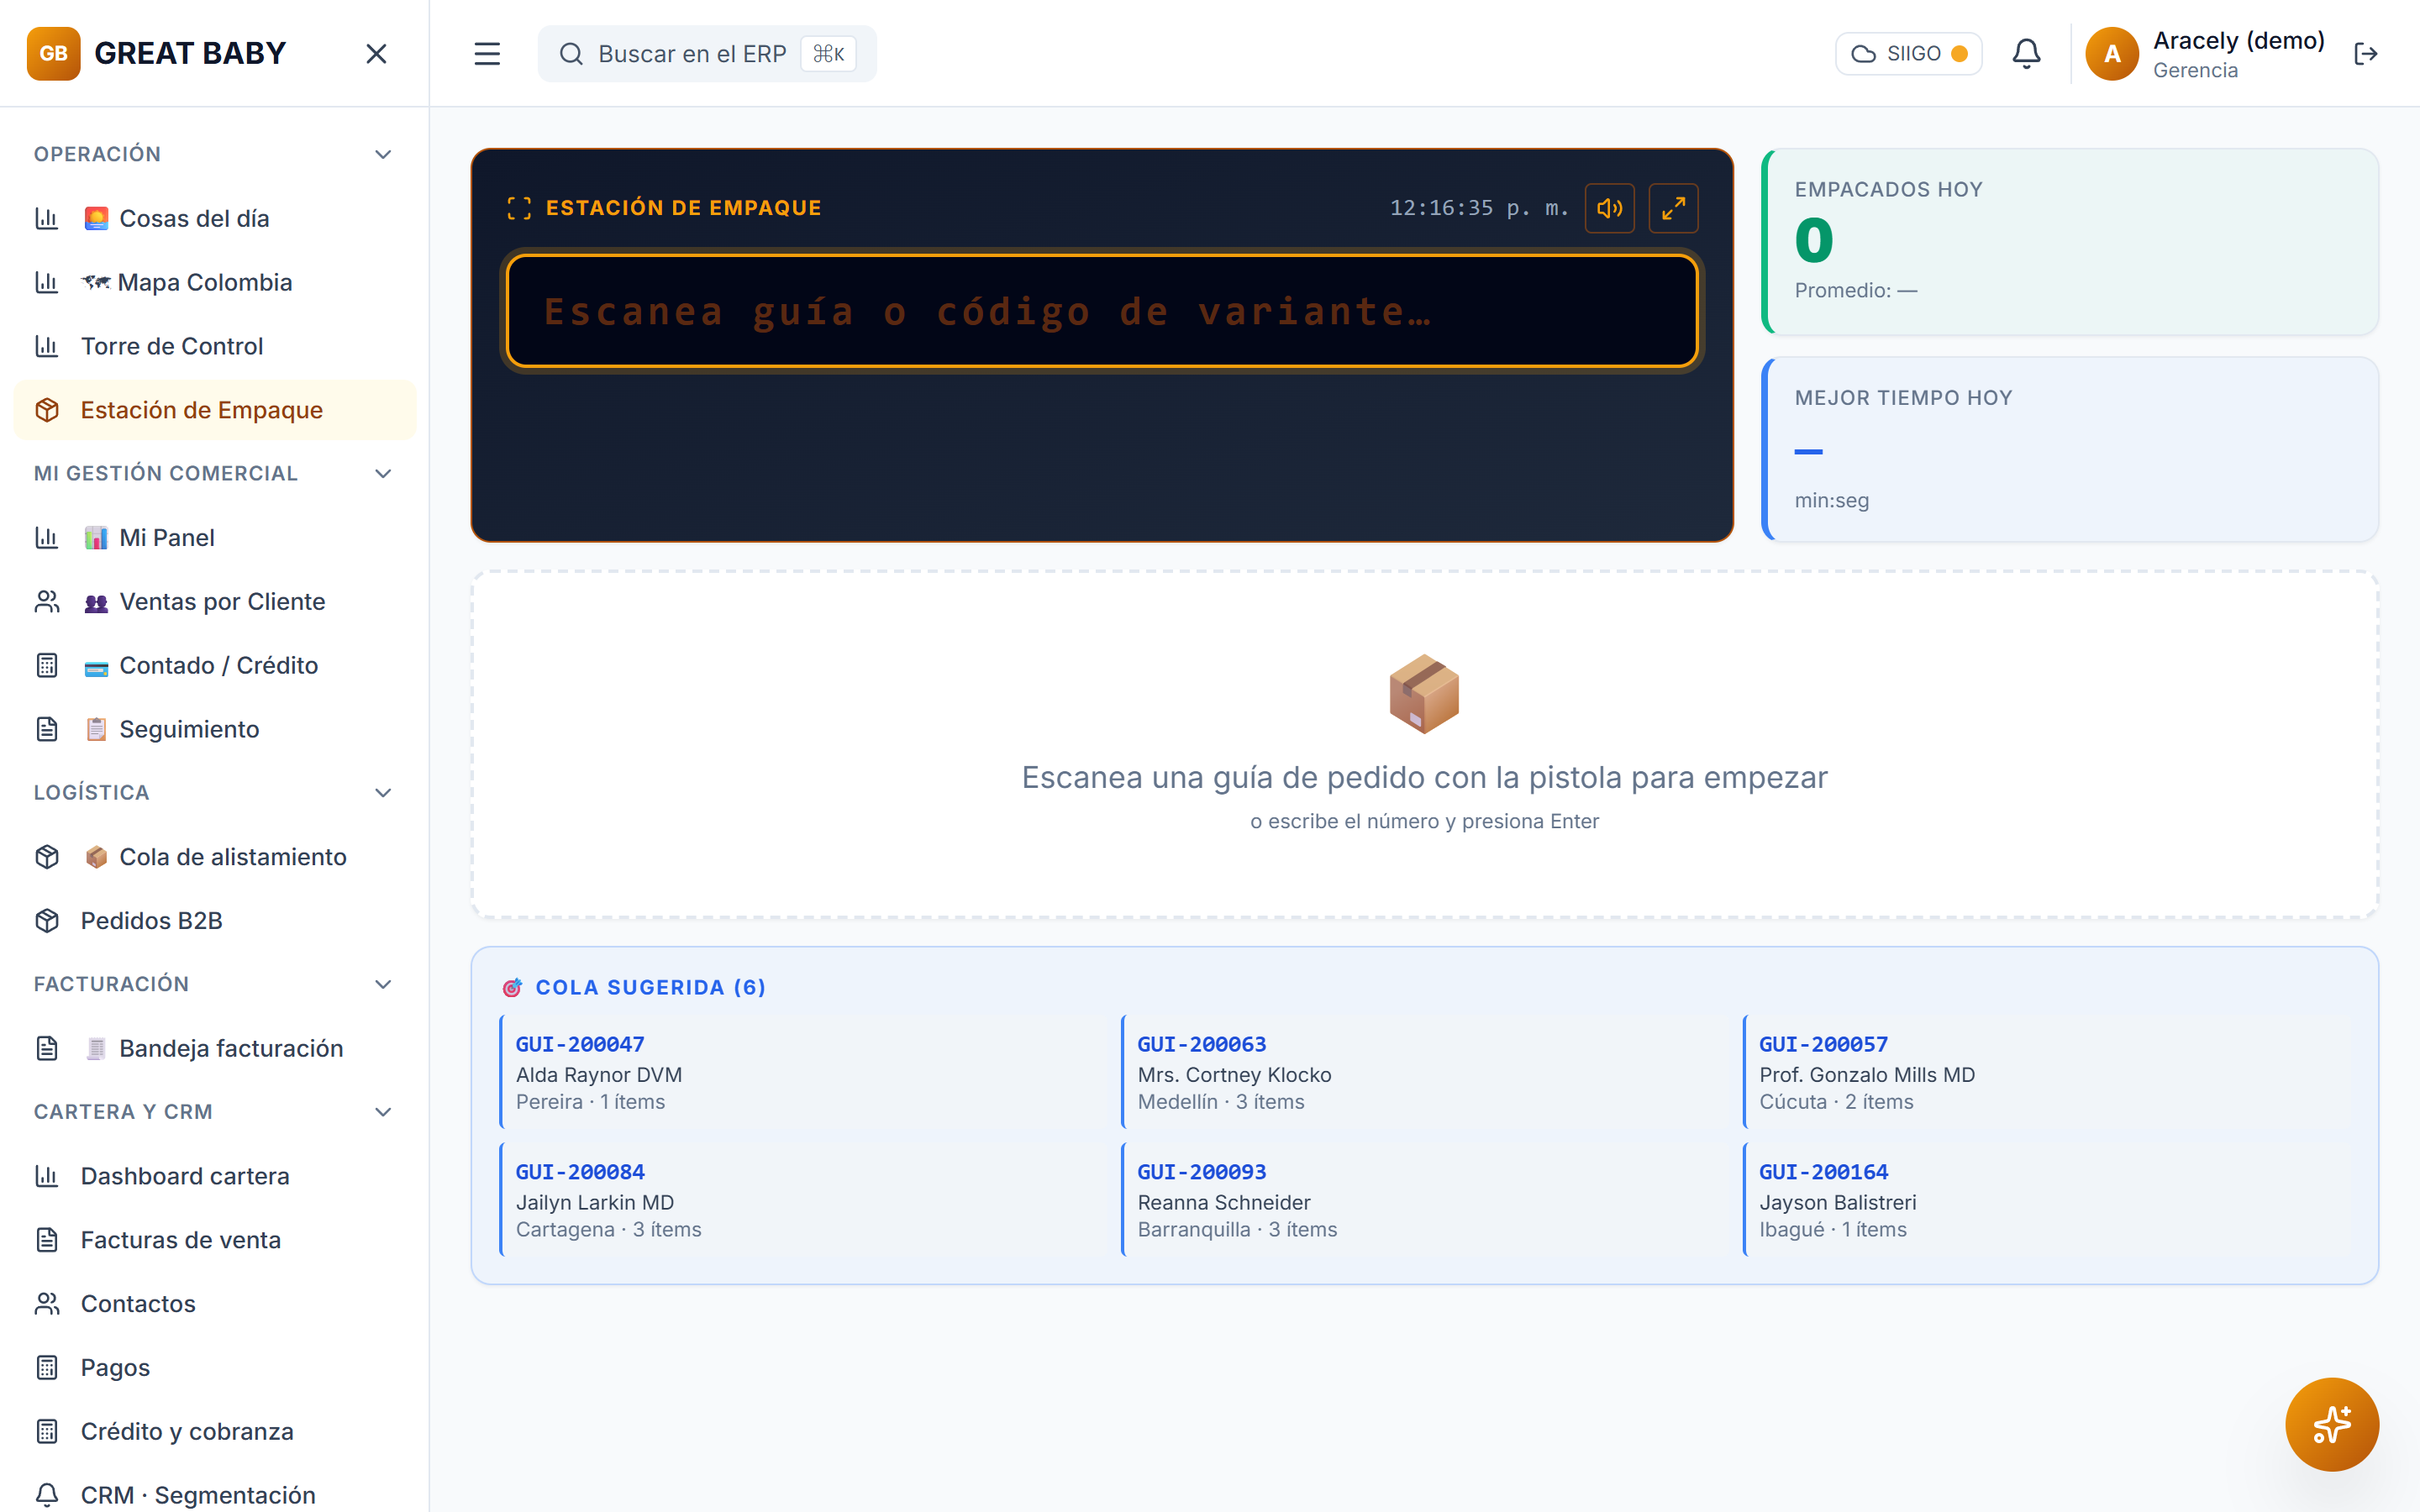 GB GREAT BABY
Buscar en el ERP ⌘K
SIIGO
A
Aracely (demo)
Gerencia
OPERACIÓN
Cosas del día
Mapa Colombia
Torre de Control
Estación de Empaque
MI GESTIÓN COMERCIAL
Mi Panel
Ventas por Cliente
Contado / Crédito
Seguimiento
LOGÍSTICA
Cola de alistamiento
Pedidos B2B
FACTURACIÓN
Bandeja facturación
CARTERA Y CRM
Dashboard cartera
Facturas de venta
Contactos
Pagos
Crédito y cobranza
CRM · Segmentación
ESTACIÓN DE EMPAQUE
12:16:35 p. m.
Escanea guía o código de variante…
EMPACADOS HOY
0
Promedio: —
MEJOR TIEMPO HOY
—
min:seg
Escanea una guía de pedido con la pistola para empezar
o escribe el número y presiona Enter
COLA SUGERIDA (6)
GUI-200047
Alda Raynor DVM
Pereira · 1 ítems
GUI-200063
Mrs. Cortney Klocko
Medellín · 3 ítems
GUI-200057
Prof. Gonzalo Mills MD
Cúcuta · 2 ítems
GUI-200084
Jailyn Larkin MD
Cartagena · 3 ítems
GUI-200093
Reanna Schneider
Barranquilla · 3 ítems
GUI-200164
Jayson Balistreri
Ibagué · 1 ítems